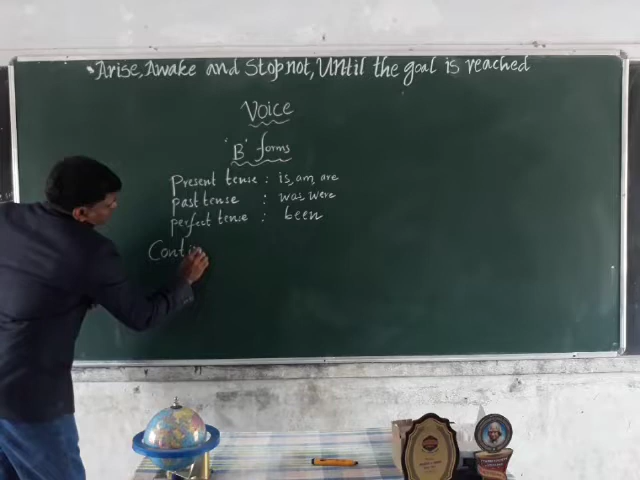 Arise, Awake and Stop not, Until the goal is reached
Voice
'B' forms
Present tense : is, am, are
past tense : was, were
perfect tense : been
Conti